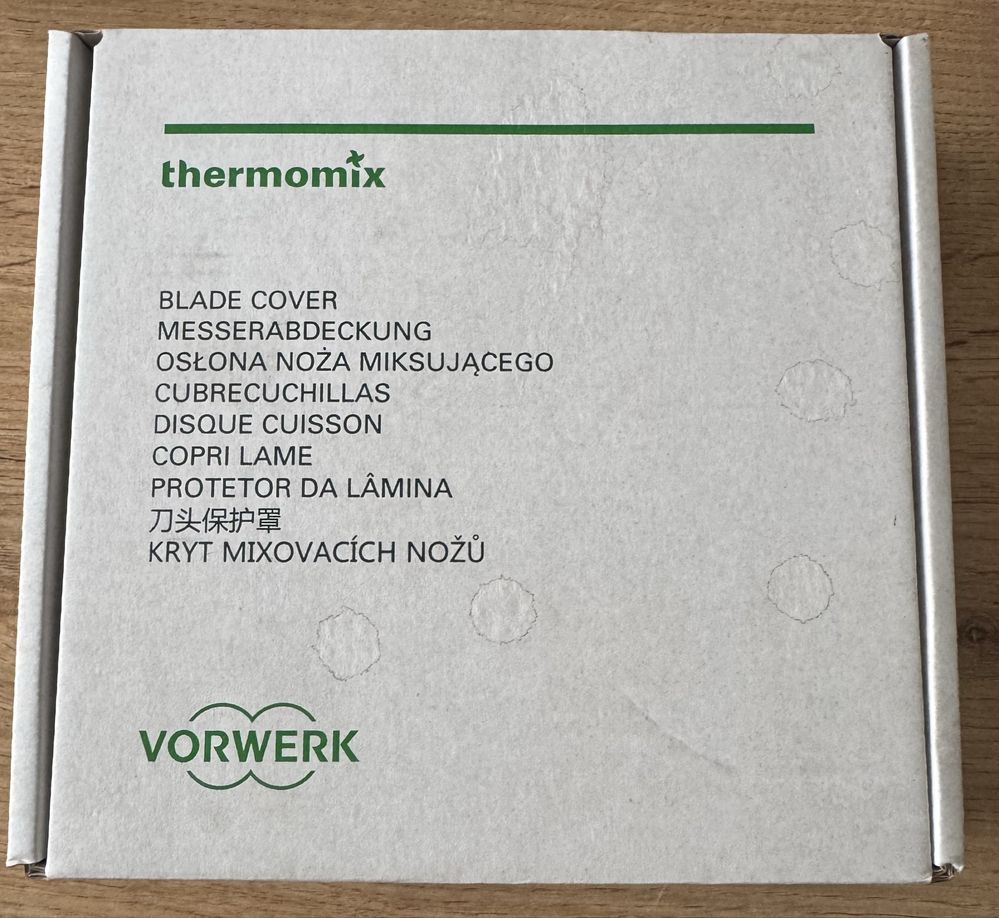 thermomix
BLADE COVER
MESSERABDECKUNG
OSŁONA NOŻA MIKSUJĄCEGO
CUBRECUCHILLAS
DISQUE CUISSON
COPRI LAME
PROTETOR DA LÂMINA
刀头保护罩
KRYT MIXOVACÍCH NOŽŮ
VORWERK